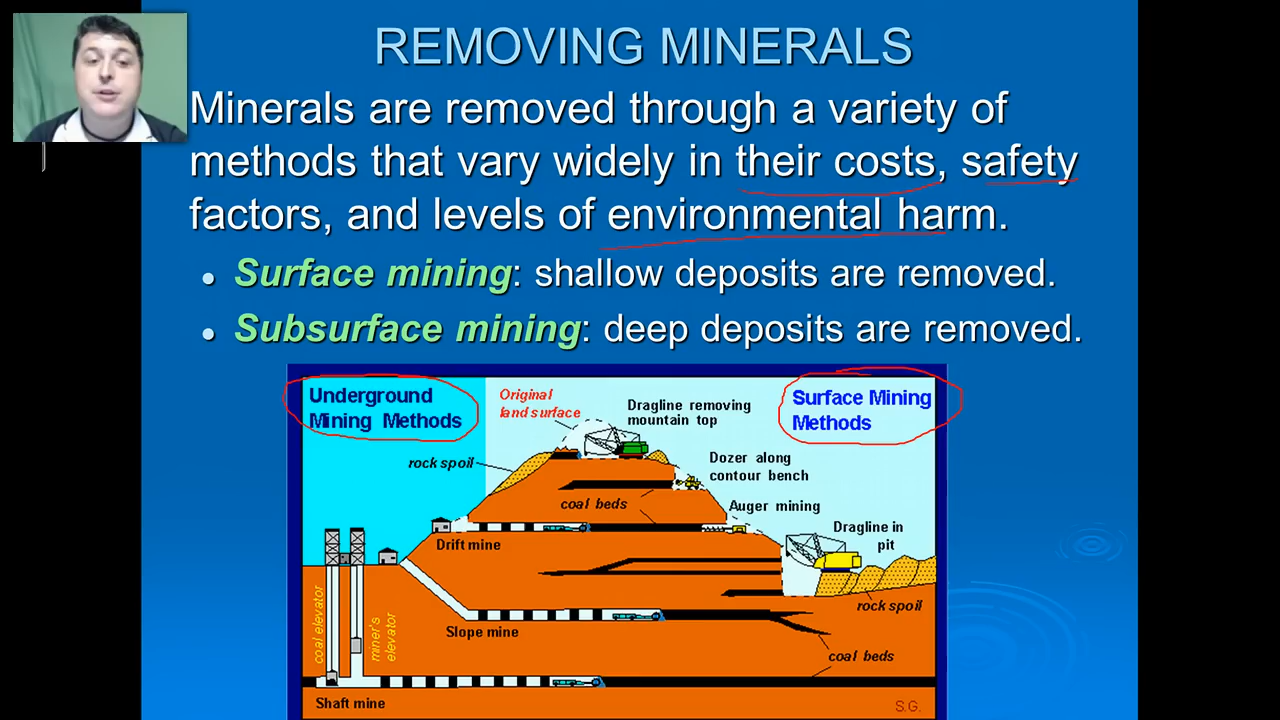 REMOVING MINERALS
Minerals are removed through a variety of
methods that vary widely in their costs, safety
factors, and levels of environmental harm.
Surface mining: shallow deposits are removed.
Subsurface mining: deep deposits are removed.
Underground
Mining Methods
Original
land surface
Dragline removing
mountain top
Surface Mining
Methods
rock spoil
Dozer along
contour bench
coal beds
Auger mining
Dragline in
pit
Drift mine
coal elevator
miner's
elevator
rock spoil
Slope mine
coal beds
Shaft mine
S.G.